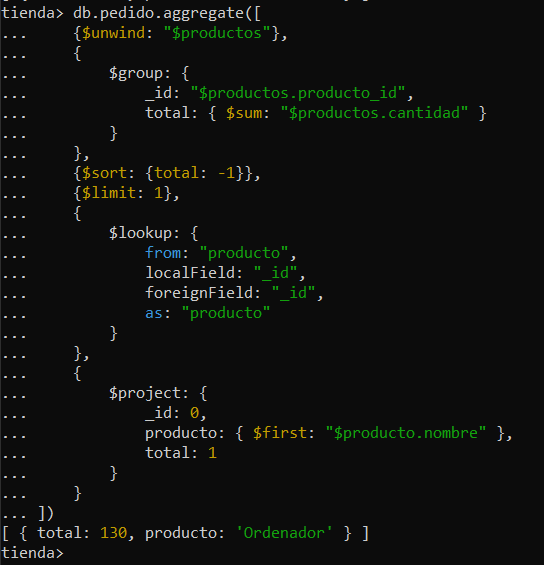 tienda> db.pedido.aggregate([
...     {$unwind: "$productos"},
...     {
...         $group: {
...             _id: "$productos.producto_id",
...             total: { $sum: "$productos.cantidad" }
...         }
...     },
...     {$sort: {total: -1}},
...     {$limit: 1},
...     {
...         $lookup: {
...             from: "producto",
...             localField: "_id",
...             foreignField: "_id",
...             as: "producto"
...         }
...     },
...     {
...         $project: {
...             _id: 0,
...             producto: { $first: "$producto.nombre" },
...             total: 1
...         }
...     }
... ])
[ { total: 130, producto: 'Ordenador' } ]
tienda>